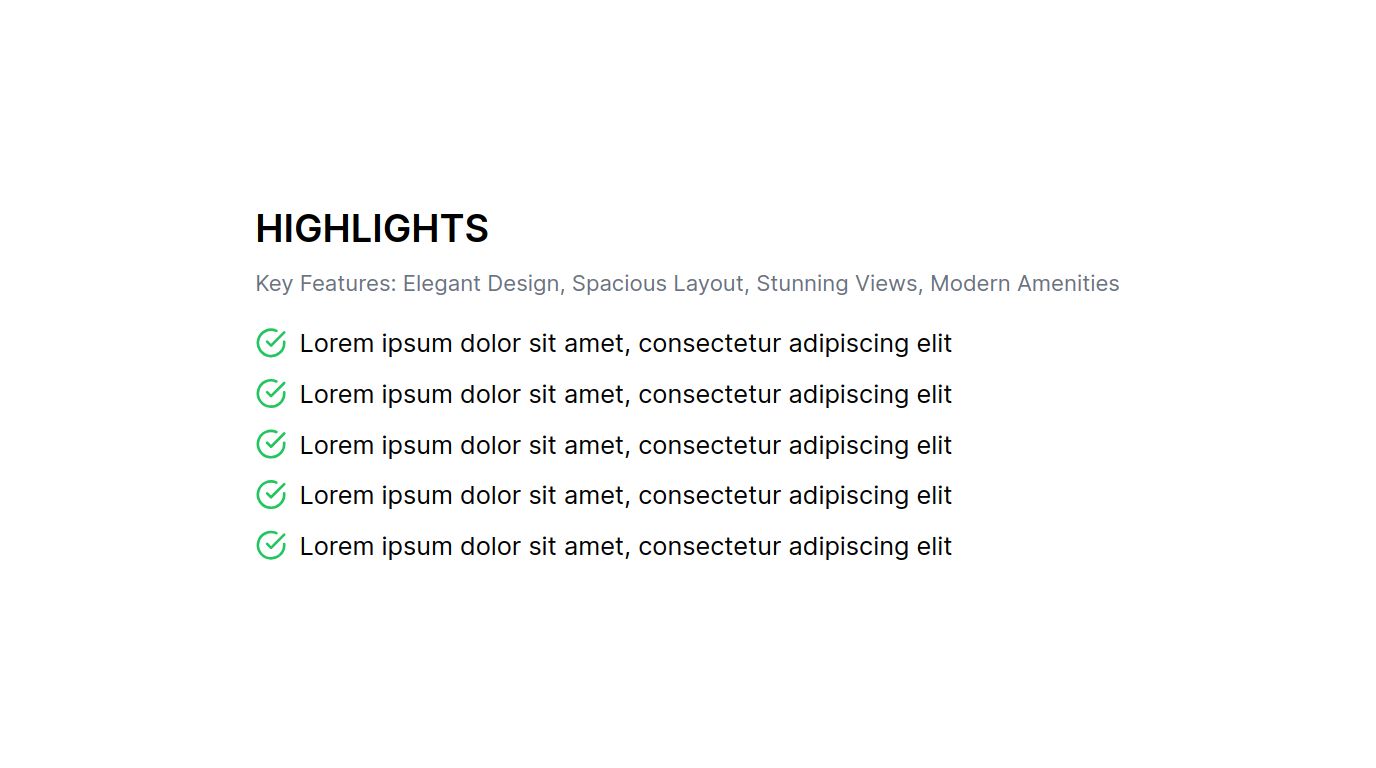 HIGHLIGHTS
Key Features: Elegant Design, Spacious Layout, Stunning Views, Modern Amenities
Lorem ipsum dolor sit amet, consectetur adipiscing elit
Lorem ipsum dolor sit amet, consectetur adipiscing elit
Lorem ipsum dolor sit amet, consectetur adipiscing elit
Lorem ipsum dolor sit amet, consectetur adipiscing elit
Lorem ipsum dolor sit amet, consectetur adipiscing elit